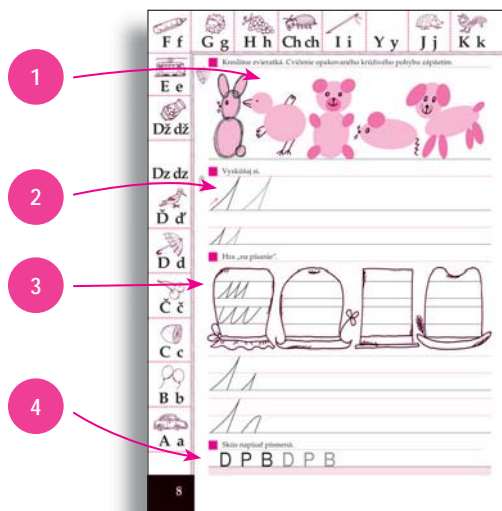 F f G g H h Ch ch I i Y y J j K k
1
Kreslíme zvieratká. Cvičenie opakovaného krúživého pohybu zápästím.
E e
Dž dž
2
Vyskúšaj si.
Dz dz
Ď ď
D d
3
Hra „na písanie“.
Č č
C c
B b
4
A a
Skús napísať písmená.
D P B D P B
8